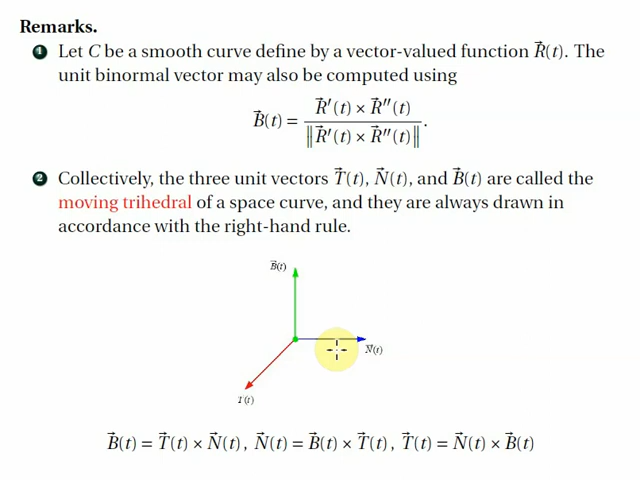 Remarks.
1 Let C be a smooth curve define by a vector-valued function R⃗(t). The
unit binormal vector may also be computed using
B⃗(t) = R⃗′(t) × R⃗″(t) / ‖R⃗′(t) × R⃗″(t)‖.
2 Collectively, the three unit vectors T⃗(t), N⃗(t), and B⃗(t) are called the
moving trihedral of a space curve, and they are always drawn in
accordance with the right-hand rule.
B⃗(t)
N⃗(t)
T⃗(t)
B⃗(t) = T⃗(t) × N⃗(t), N⃗(t) = B⃗(t) × T⃗(t), T⃗(t) = N⃗(t) × B⃗(t)